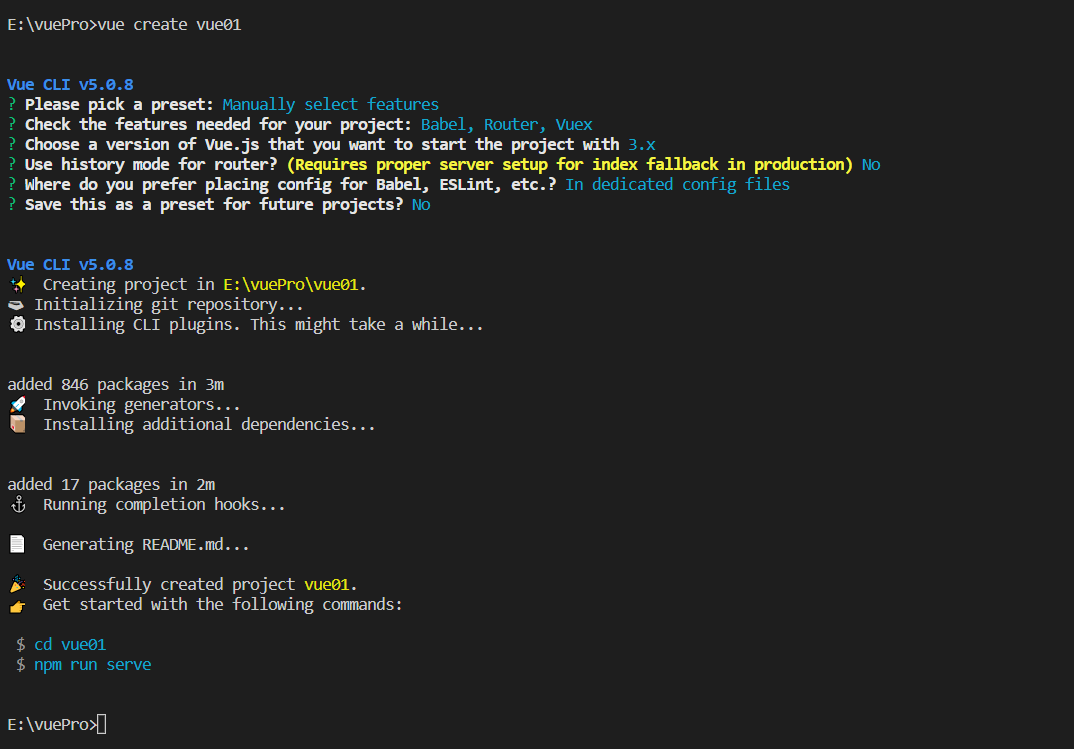 E:\vuePro>vue create vue01
Vue CLI v5.0.8
? Please pick a preset: Manually select features
? Check the features needed for your project: Babel, Router, Vuex
? Choose a version of Vue.js that you want to start the project with 3.x
? Use history mode for router? (Requires proper server setup for index fallback in production) No
? Where do you prefer placing config for Babel, ESLint, etc.? In dedicated config files
? Save this as a preset for future projects? No
Vue CLI v5.0.8
✨ Creating project in E:\vuePro\vue01.
🗃 Initializing git repository...
⚙ Installing CLI plugins. This might take a while...
added 846 packages in 3m
🚀 Invoking generators...
📦 Installing additional dependencies...
added 17 packages in 2m
⚓ Running completion hooks...
📄 Generating README.md...
🎉 Successfully created project vue01.
👉 Get started with the following commands:
$ cd vue01
$ npm run serve
E:\vuePro>